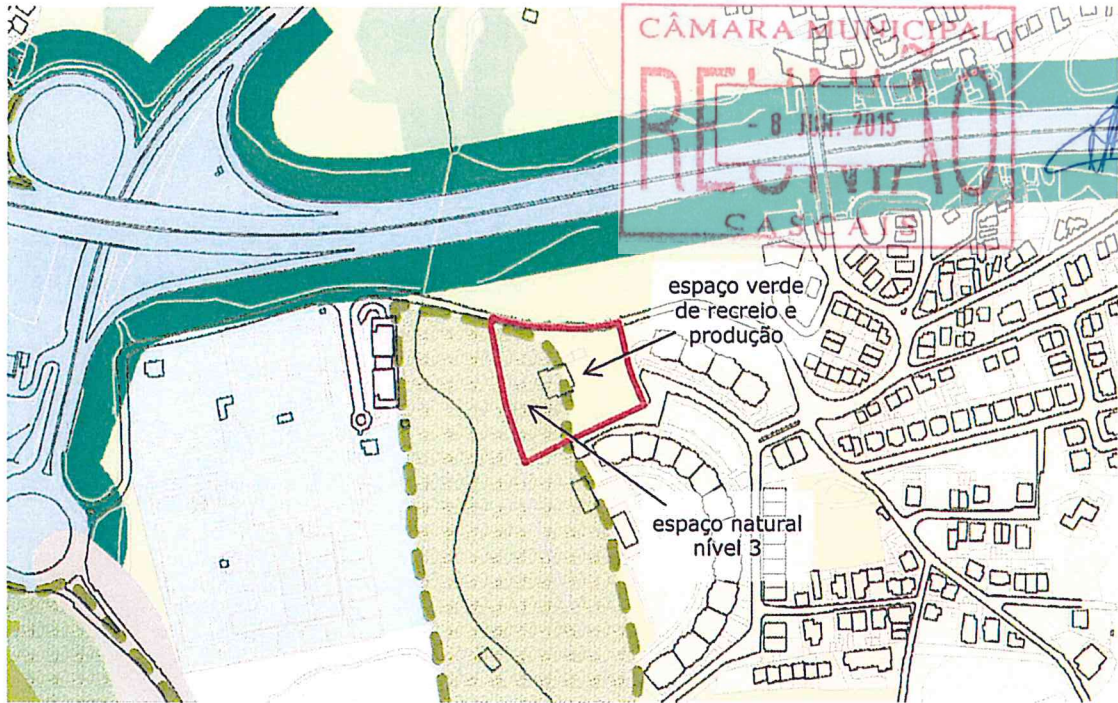 CÂMARA MUNICIPAL
REUNIÃO
- 8 JUN. 2015
CASCAIS
espaço verde
de recreio e
produção
espaço natural
nível 3